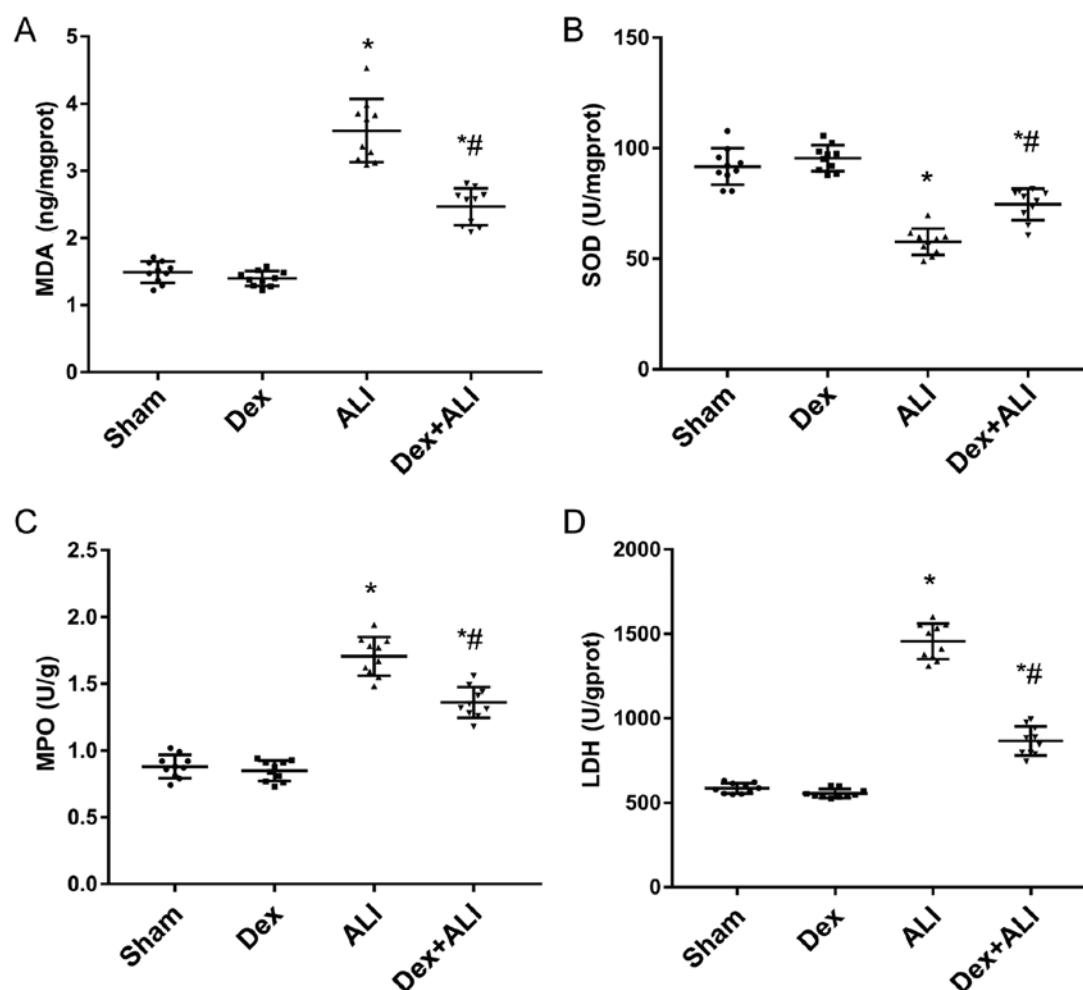 A
MDA (ng/mgprot)
5
4
3
2
1
0
*
*#
Sham
Dex
ALI
Dex+ALI
B
SOD (U/mgprot)
150
100
50
0
*
*#
Sham
Dex
ALI
Dex+ALI
C
MPO (U/g)
2.5
2.0
1.5
1.0
0.5
0.0
*
*#
Sham
Dex
ALI
Dex+ALI
D
LDH (U/gprot)
2000
1500
1000
500
0
*
*#
Sham
Dex
ALI
Dex+ALI